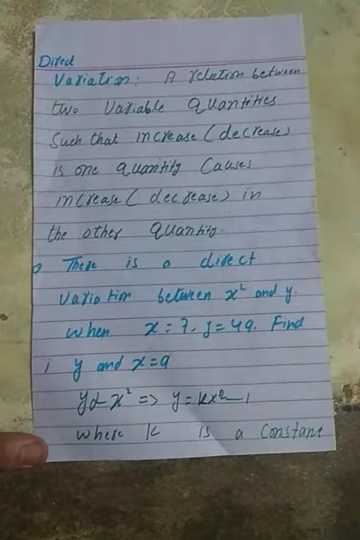 Direct
Variation: A relation between
two Variable quantities
Such that increase (decrease)
is one quantity Causes
increase (decrease) in
the other quantity.
There is a direct
variation between x² and y.
when x = 7, y = 49. Find
i y and x = 9
y ∝ x² => y = kx² — 1
where k is a Constant